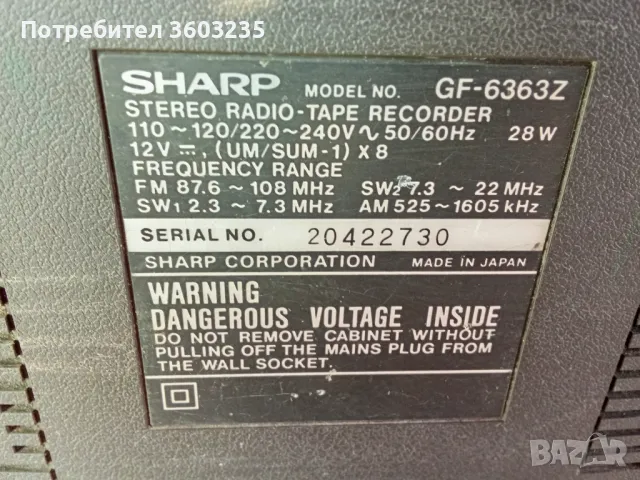 Потребител 3603235
SHARP MODEL NO. GF-6363Z
STEREO RADIO-TAPE RECORDER
110～120/220～240V∿50/60Hz 28W
12V⎓, (UM/SUM-1) X 8
FREQUENCY RANGE
FM 87.6～108 MHz SW2 7.3 ～ 22 MHz
SW1 2.3 ～ 7.3 MHz AM 525～1605 kHz
SERIAL NO. 20422730
SHARP CORPORATION MADE IN JAPAN
WARNING
DANGEROUS VOLTAGE INSIDE
DO NOT REMOVE CABINET WITHOUT
PULLING OFF THE MAINS PLUG FROM
THE WALL SOCKET.
BAZAR